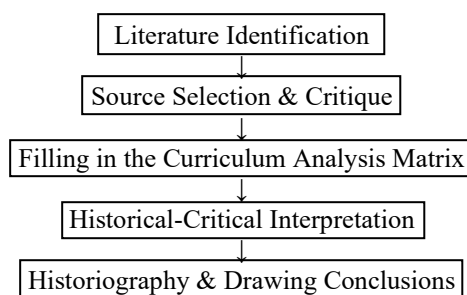 Literature Identification
Source Selection & Critique
Filling in the Curriculum Analysis Matrix
Historical-Critical Interpretation
Historiography & Drawing Conclusions